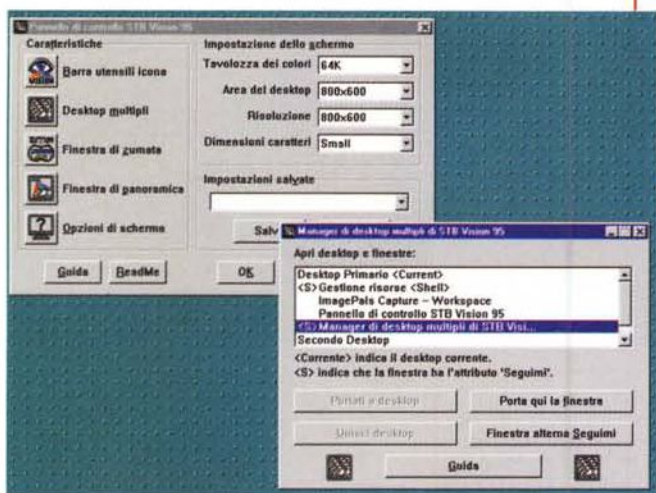 Pannello di controllo STB Vision 95
Caratteristiche
Barra utensili icona
Desktop multipli
Finestra di zumata
Finestra di panoramica
Opzioni di schermo
Guida
ReadMe
Impostazione dello schermo
Tavolozza dei colori 64K
Area del desktop 800x600
Risoluzione 800x600
Dimensioni caratteri Small
Impostazioni salvate
Salv
OK
Manager di desktop multipli di STB Vision 95
Apri desktop e finestre:
Desktop Primario <Current>
<S>Gestione risorse <Shell>
ImagePals Capture – Workspace
Pannello di controllo STB Vision 95
<S>Manager di desktop multipli di STB Visi...
Secondo Desktop
<Corrente> indica il desktop corrente.
<S> indica che la finestra ha l'attributo 'Seguimi'.
Portati a desktop
Porta qui la finestra
desktop
Finestra alterna Seguimi
Guida